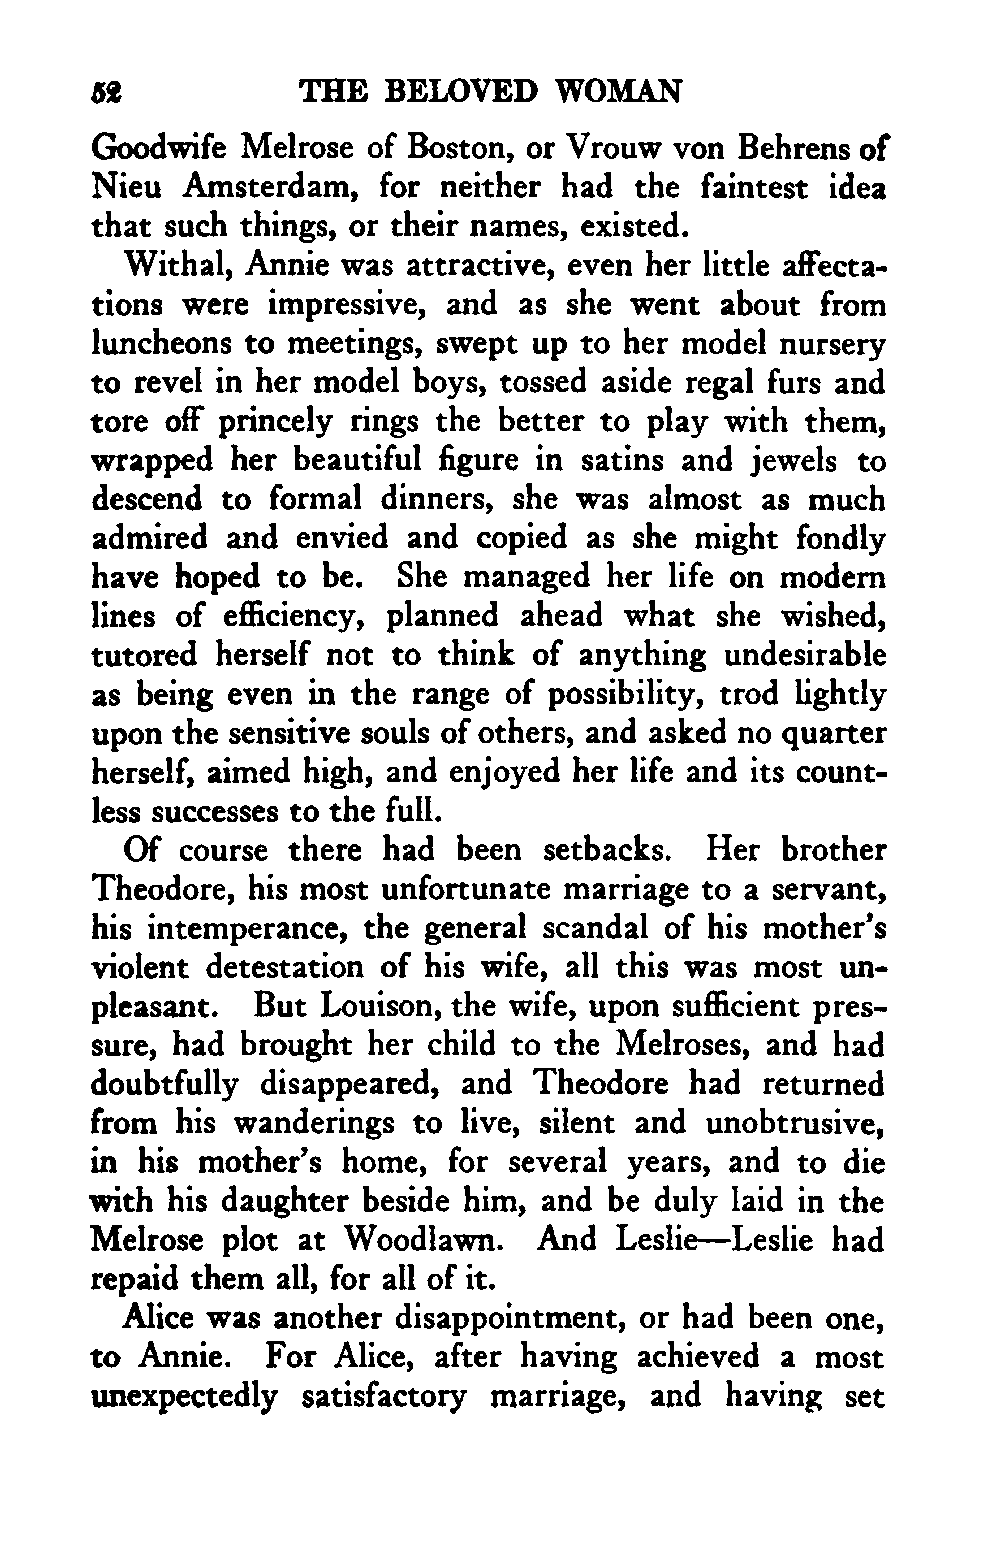 52 THE BELOVED WOMAN
Goodwife Melrose of Boston, or Vrouw von Behrens of
Nieu Amsterdam, for neither had the faintest idea
that such things, or their names, existed.
Withal, Annie was attractive, even her little affecta-
tions were impressive, and as she went about from
luncheons to meetings, swept up to her model nursery
to revel in her model boys, tossed aside regal furs and
tore off princely rings the better to play with them,
wrapped her beautiful figure in satins and jewels to
descend to formal dinners, she was almost as much
admired and envied and copied as she might fondly
have hoped to be. She managed her life on modern
lines of efficiency, planned ahead what she wished,
tutored herself not to think of anything undesirable
as being even in the range of possibility, trod lightly
upon the sensitive souls of others, and asked no quarter
herself, aimed high, and enjoyed her life and its count-
less successes to the full.
Of course there had been setbacks. Her brother
Theodore, his most unfortunate marriage to a servant,
his intemperance, the general scandal of his mother's
violent detestation of his wife, all this was most un-
pleasant. But Louison, the wife, upon sufficient pres-
sure, had brought her child to the Melroses, and had
doubtfully disappeared, and Theodore had returned
from his wanderings to live, silent and unobtrusive,
in his mother's home, for several years, and to die
with his daughter beside him, and be duly laid in the
Melrose plot at Woodlawn. And Leslie—Leslie had
repaid them all, for all of it.
Alice was another disappointment, or had been one,
to Annie. For Alice, after having achieved a most
unexpectedly satisfactory marriage, and having set